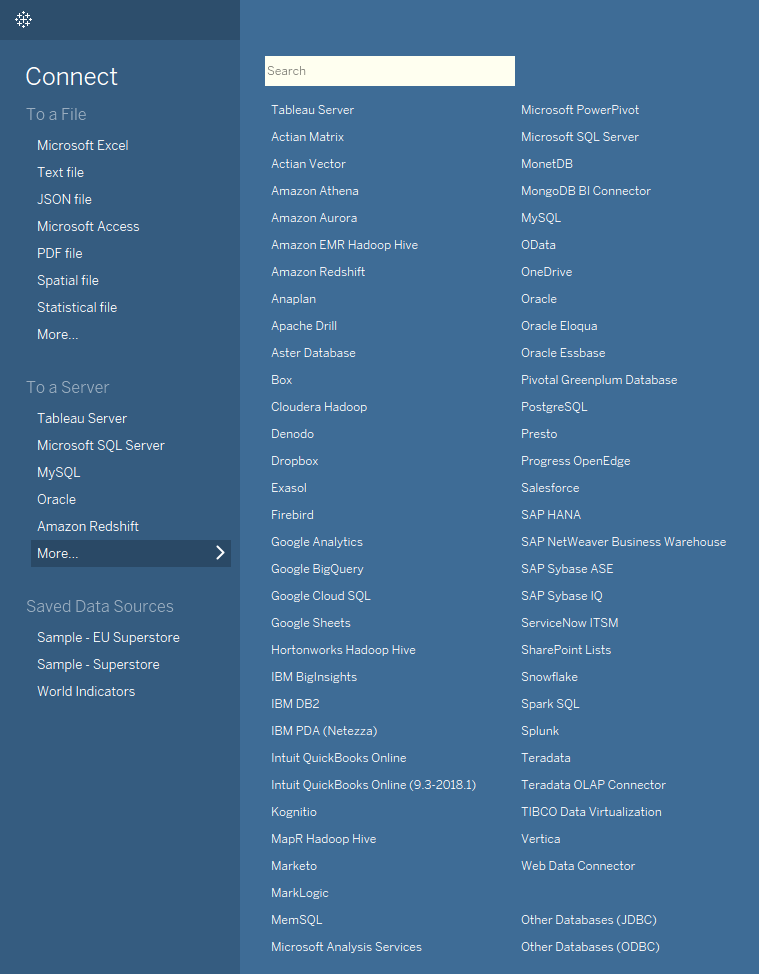 Connect
To a File
Microsoft Excel
Text file
JSON file
Microsoft Access
PDF file
Spatial file
Statistical file
More...
To a Server
Tableau Server
Microsoft SQL Server
MySQL
Oracle
Amazon Redshift
More...
Saved Data Sources
Sample - EU Superstore
Sample - Superstore
World Indicators
Search
Tableau Server
Actian Matrix
Actian Vector
Amazon Athena
Amazon Aurora
Amazon EMR Hadoop Hive
Amazon Redshift
Anaplan
Apache Drill
Aster Database
Box
Cloudera Hadoop
Denodo
Dropbox
Exasol
Firebird
Google Analytics
Google BigQuery
Google Cloud SQL
Google Sheets
Hortonworks Hadoop Hive
IBM BigInsights
IBM DB2
IBM PDA (Netezza)
Intuit QuickBooks Online
Intuit QuickBooks Online (9.3-2018.1)
Kognitio
MapR Hadoop Hive
Marketo
MarkLogic
MemSQL
Microsoft Analysis Services
Microsoft PowerPivot
Microsoft SQL Server
MonetDB
MongoDB BI Connector
MySQL
OData
OneDrive
Oracle
Oracle Eloqua
Oracle Essbase
Pivotal Greenplum Database
PostgreSQL
Presto
Progress OpenEdge
Salesforce
SAP HANA
SAP NetWeaver Business Warehouse
SAP Sybase ASE
SAP Sybase IQ
ServiceNow ITSM
SharePoint Lists
Snowflake
Spark SQL
Splunk
Teradata
Teradata OLAP Connector
TIBCO Data Virtualization
Vertica
Web Data Connector
Other Databases (JDBC)
Other Databases (ODBC)